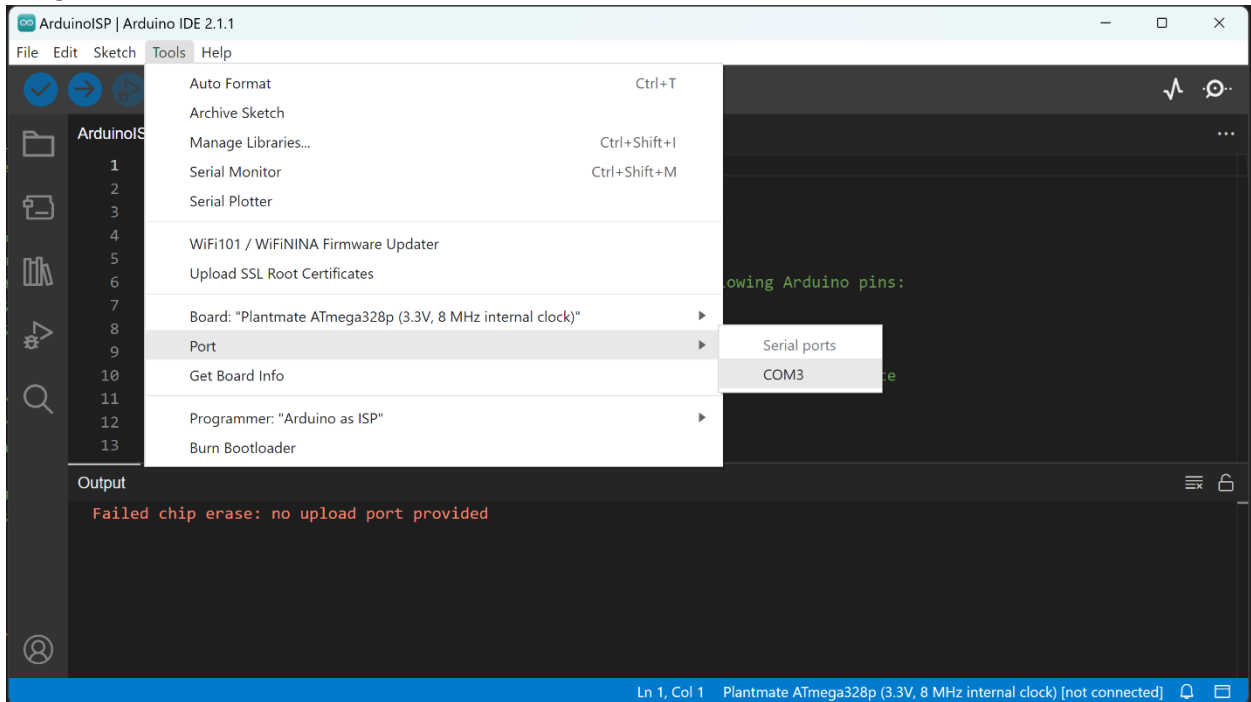 ArduinoISP | Arduino IDE 2.1.1
File Edit Sketch Tools Help
Auto Format Ctrl+T
Archive Sketch
Manage Libraries... Ctrl+Shift+I
Serial Monitor Ctrl+Shift+M
Serial Plotter
WiFi101 / WiFiNINA Firmware Updater
Upload SSL Root Certificates
Board: "Plantmate ATmega328p (3.3V, 8 MHz internal clock)"
Port
Get Board Info
Programmer: "Arduino as ISP"
Burn Bootloader
Serial ports
COM3
ArduinoIS
1
2
3
4
5
6 owing Arduino pins:
7
8
9
10
11
12
13
Output
Failed chip erase: no upload port provided
Ln 1, Col 1 Plantmate ATmega328p (3.3V, 8 MHz internal clock) [not connected]